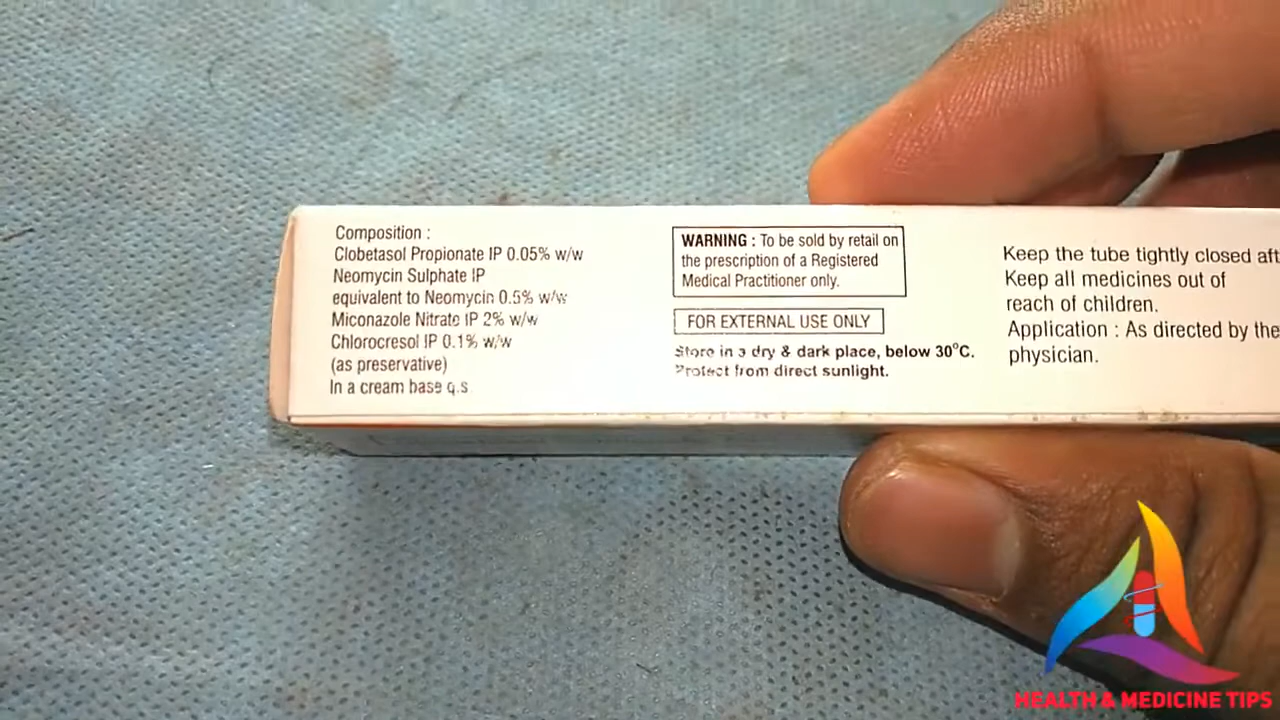 Composition :
Clobetasol Propionate IP 0.05% w/w
Neomycin Sulphate IP
equivalent to Neomycin 0.5% w/w
Miconazole Nitrate IP 2% w/w
Chlorocresol IP 0.1% w/w
(as preservative)
In a cream base q.s
WARNING : To be sold by retail on
the prescription of a Registered
Medical Practitioner only.
FOR EXTERNAL USE ONLY
Store in a dry & dark place, below 30°C.
Protect from direct sunlight.
Keep the tube tightly closed aft
Keep all medicines out of
reach of children.
Application : As directed by the
physician.
HEALTH & MEDICINE TIPS